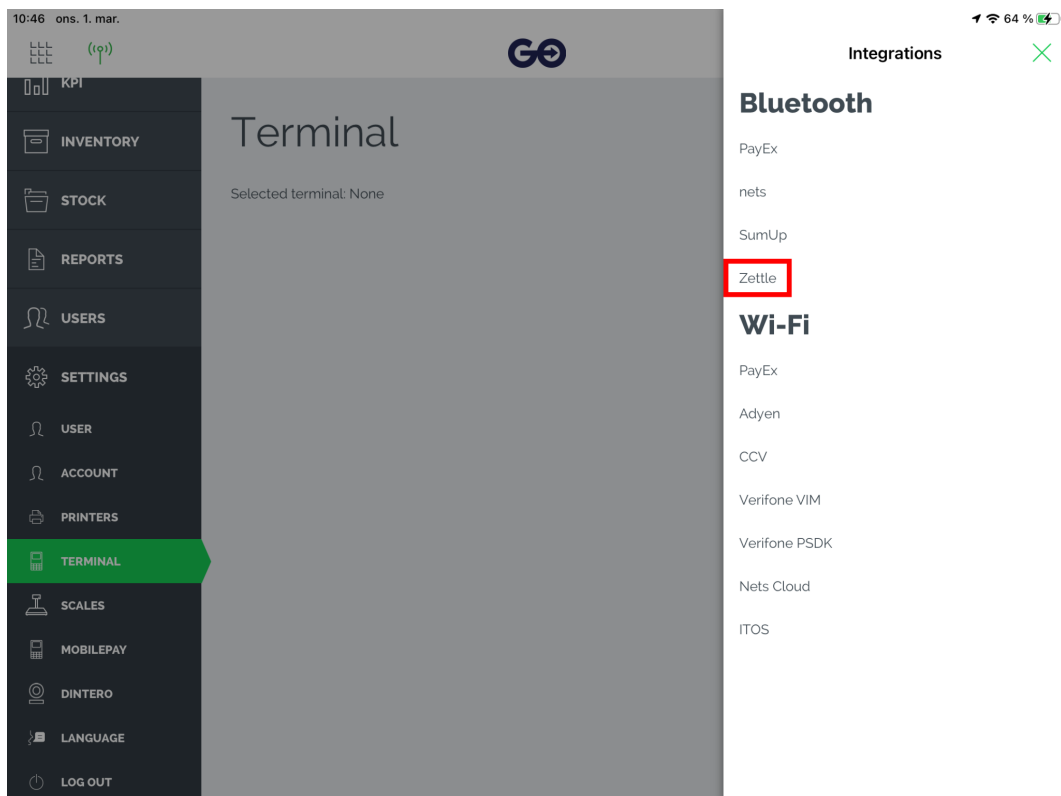 10:46 ons. 1. mar.
64 %
GO
Integrations
KPI
INVENTORY
STOCK
REPORTS
USERS
SETTINGS
USER
ACCOUNT
PRINTERS
TERMINAL
SCALES
MOBILEPAY
DINTERO
LANGUAGE
LOG OUT
Terminal
Selected terminal: None
Bluetooth
PayEx
nets
SumUp
Zettle
Wi-Fi
PayEx
Adyen
CCV
Verifone VIM
Verifone PSDK
Nets Cloud
ITOS